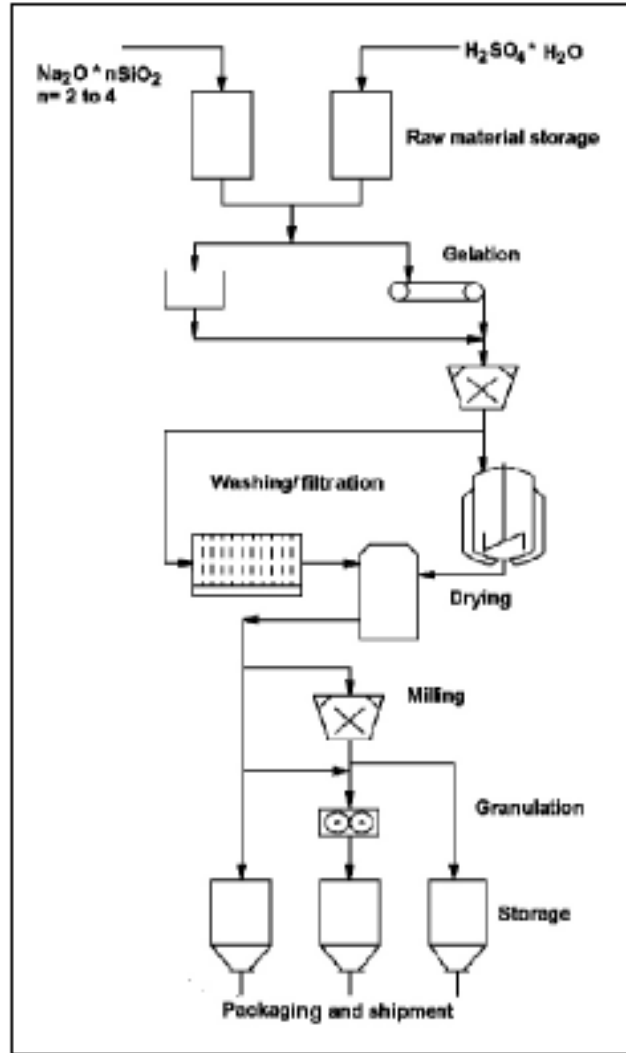 Na₂O * nSiO₂
n= 2 to 4
H₂SO₄ * H₂O
Raw material storage
Gelation
Washing/filtration
Drying
Milling
Granulation
Storage
Packaging and shipment